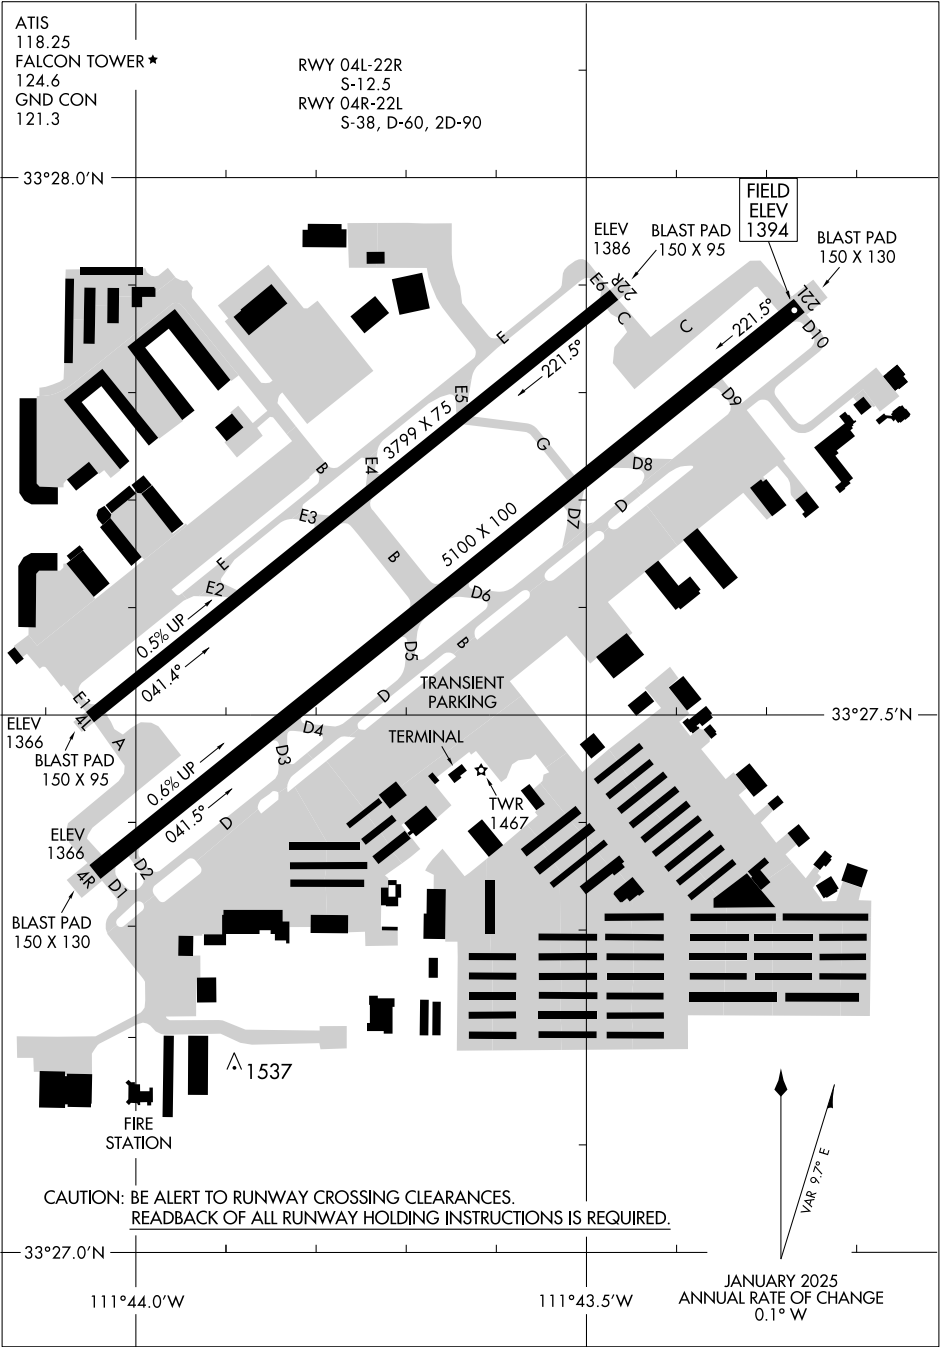 ATIS
118.25
FALCON TOWER★
124.6
GND CON
121.3
RWY 04L-22R
S-12.5
RWY 04R-22L
S-38, D-60, 2D-90
33°28.0'N
FIELD
ELEV
1394
ELEV
1386
BLAST PAD
150 X 95
BLAST PAD
150 X 130
E6
22R
C
C
221.5°
22L
D10
E
221.5°
E5
D9
3799 X 75
G
B
E4
D8
E3
5100 X 100
D7
D
E
B
E2
D6
0.5% UP
D5
B
041.4°
TRANSIENT
PARKING
D
E1
4L
ELEV
1366
A
BLAST PAD
150 X 95
D4
D3
TERMINAL
33°27.5'N
0.6% UP
041.5°
D
TWR
1467
ELEV
1366
D2
4R
D1
BLAST PAD
150 X 130
1537
FIRE
STATION
VAR 9.7° E
CAUTION: BE ALERT TO RUNWAY CROSSING CLEARANCES.
READBACK OF ALL RUNWAY HOLDING INSTRUCTIONS IS REQUIRED.
33°27.0'N
111°44.0'W
111°43.5'W
JANUARY 2025
ANNUAL RATE OF CHANGE
0.1° W